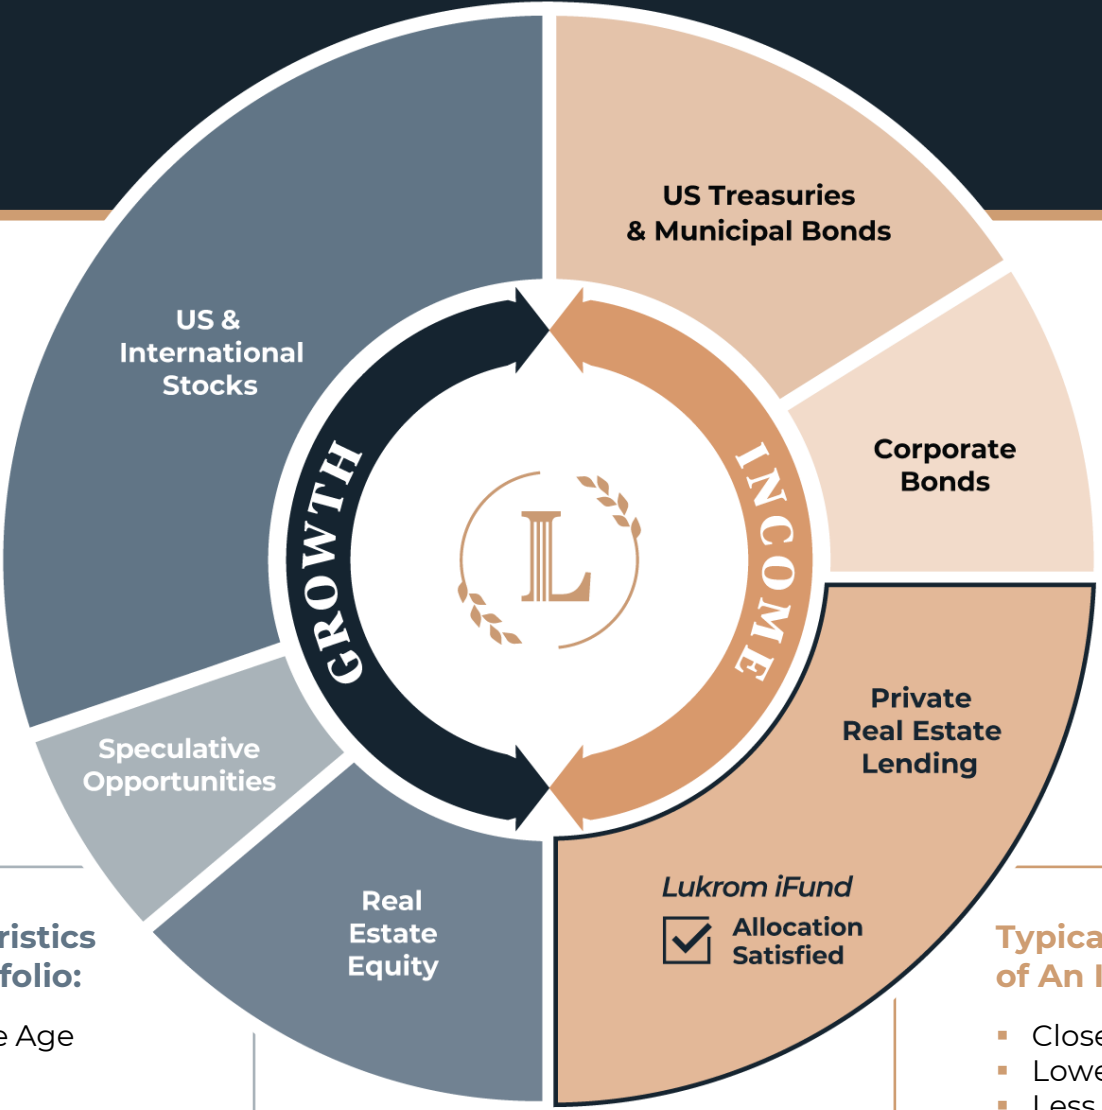 US Treasuries
& Municipal Bonds
US &
International
Stocks
Corporate
Bonds
GROWTH
INCOME
L
Private
Real Estate
Lending
Speculative
Opportunities
Lukrom iFund
Allocation
Satisfied
Real
Estate
Equity
ristics
folio:
e Age
Typica
of An I
▪ Close
▪ Lowe
▪ Less